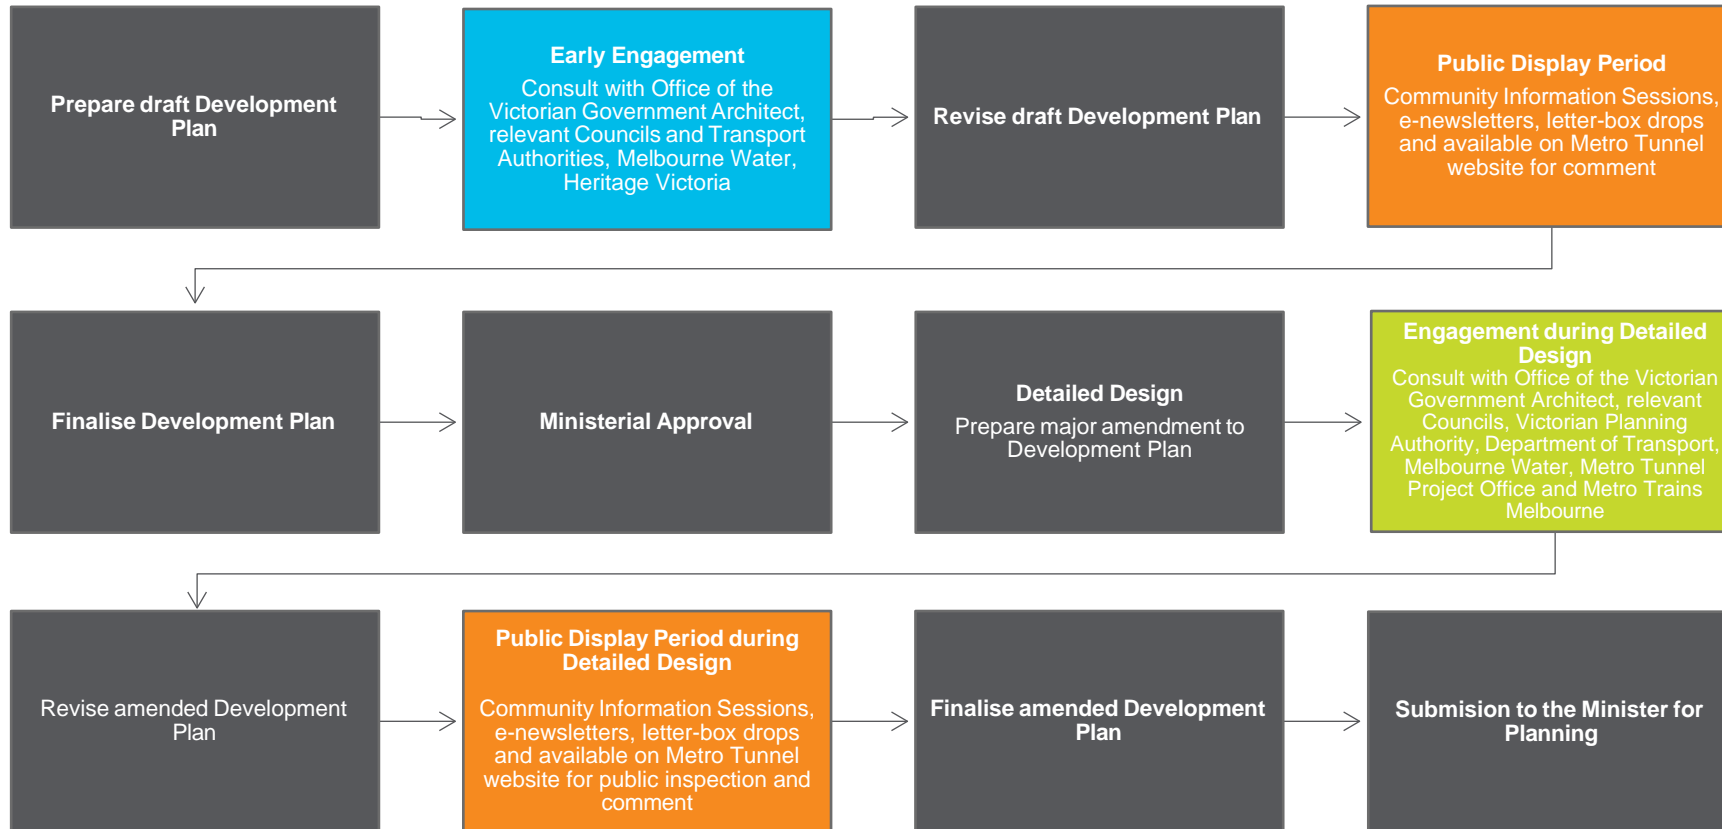 Prepare draft Development
Plan
Early Engagement
Consult with Office of the
Victorian Government Architect,
relevant Councils and Transport
Authorities, Melbourne Water,
Heritage Victoria
Revise draft Development Plan
Public Display Period
Community Information Sessions,
e-newsletters, letter-box drops
and available on Metro Tunnel
website for comment
Finalise Development Plan
Ministerial Approval
Detailed Design
Prepare major amendment to
Development Plan
Engagement during Detailed
Design
Consult with Office of the Victorian
Government Architect, relevant
Councils, Victorian Planning
Authority, Department of Transport,
Melbourne Water, Metro Tunnel
Project Office and Metro Trains
Melbourne
Revise amended Development
Plan
Public Display Period during
Detailed Design
Community Information Sessions,
e-newsletters, letter-box drops
and available on Metro Tunnel
website for public inspection and
comment
Finalise amended Development
Plan
Submision to the Minister for
Planning